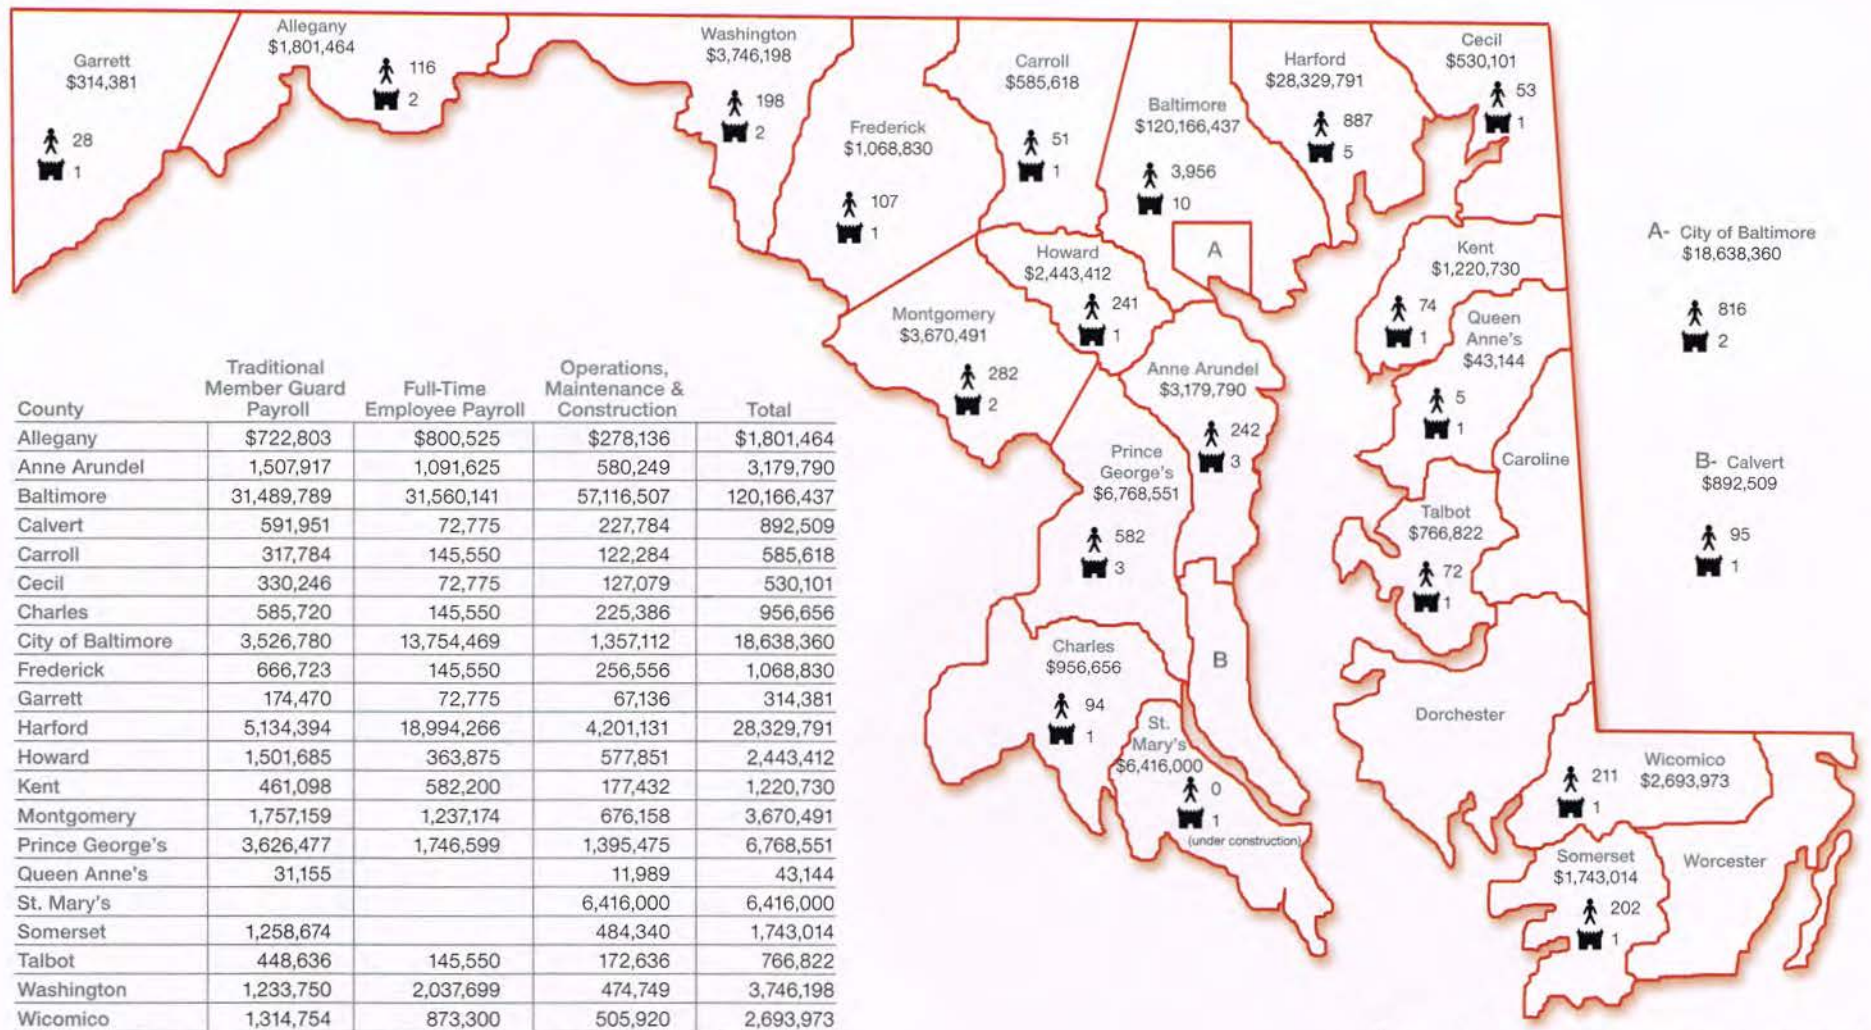 Garrett
$314,381
28
1
Allegany
$1,801,464
116
2
Washington
$3,746,198
198
2
Frederick
$1,068,830
107
1
Carroll
$585,618
51
1
Baltimore
$120,166,437
3,956
10
Harford
$28,329,791
887
5
Cecil
$530,101
53
1
A
Howard
$2,443,412
241
1
Montgomery
$3,670,491
282
2
Anne Arundel
$3,179,790
242
3
Prince
George's
$6,768,551
582
3
Kent
$1,220,730
74
1
Queen
Anne's
$43,144
5
1
Caroline
Talbot
$766,822
72
1
Charles
$956,656
94
1
B
St.
Mary's
$6,416,000
0
1
(under construction)
Dorchester
Wicomico
$2,693,973
211
1
Somerset
$1,743,014
202
1
Worcester
A- City of Baltimore
$18,638,360
816
2
B- Calvert
$892,509
95
1
County Traditional Member Guard Payroll Full-Time Employee Payroll Operations, Maintenance & Construction Total
Allegany $722,803 $800,525 $278,136 $1,801,464
Anne Arundel 1,507,917 1,091,625 580,249 3,179,790
Baltimore 31,489,789 31,560,141 57,116,507 120,166,437
Calvert 591,951 72,775 227,784 892,509
Carroll 317,784 145,550 122,284 585,618
Cecil 330,246 72,775 127,079 530,101
Charles 585,720 145,550 225,386 956,656
City of Baltimore 3,526,780 13,754,469 1,357,112 18,638,360
Frederick 666,723 145,550 256,556 1,068,830
Garrett 174,470 72,775 67,136 314,381
Harford 5,134,394 18,994,266 4,201,131 28,329,791
Howard 1,501,685 363,875 577,851 2,443,412
Kent 461,098 582,200 177,432 1,220,730
Montgomery 1,757,159 1,237,174 676,158 3,670,491
Prince George's 3,626,477 1,746,599 1,395,475 6,768,551
Queen Anne's 31,155 11,989 43,144
St. Mary's 6,416,000 6,416,000
Somerset 1,258,674 484,340 1,743,014
Talbot 448,636 145,550 172,636 766,822
Washington 1,233,750 2,037,699 474,749 3,746,198
Wicomico 1,314,754 873,300 505,920 2,693,973